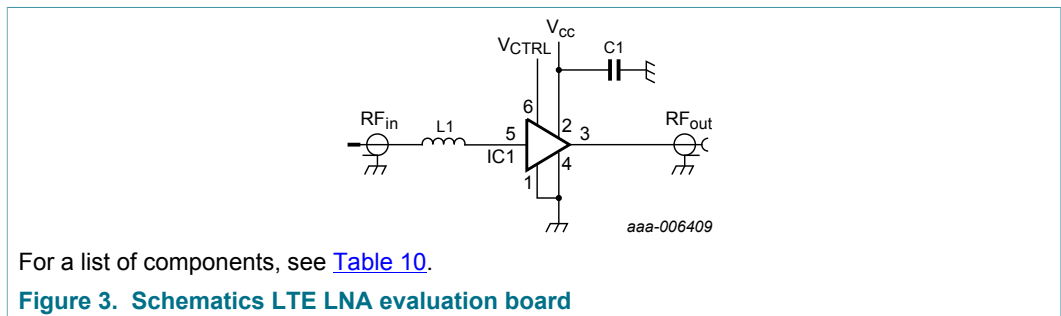 Vcc
VCTRL
C1
6
RFin
L1
5
2
3
RFout
IC1
4
1
aaa-006409
For a list of components, see Table 10.
Figure 3. Schematics LTE LNA evaluation board